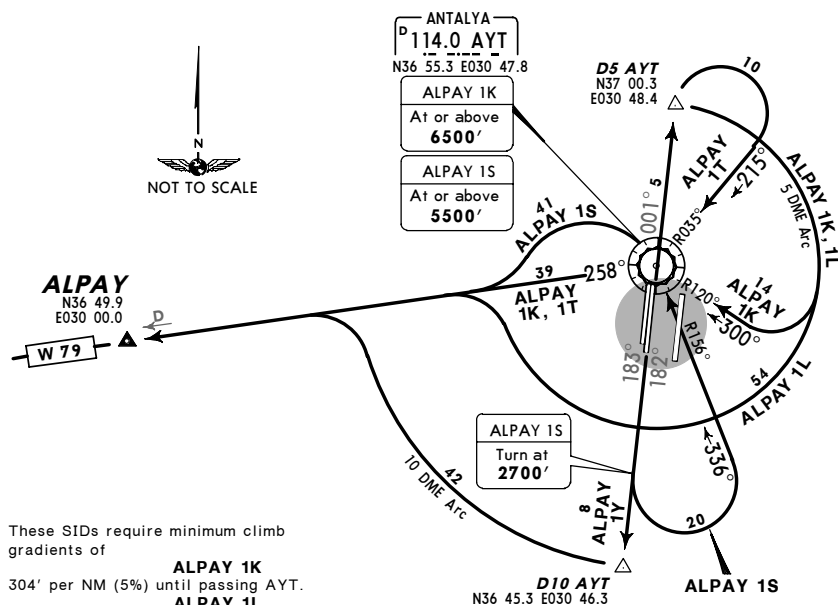 ANTALYA
D 114.0 AYT
N36 55.3 E030 47.8
ALPAY 1K
At or above
6500'
ALPAY 1S
At or above
5500'
D5 AYT
N37 00.3
E030 48.4
N
NOT TO SCALE
10
ALPAY
1T
215°
5
001°
R035°
ALPAY 1K, 1L
5 DME Arc
41
ALPAY 1S
39
258°
ALPAY
1K, 1T
R120°
14
ALPAY
1K
300°
R156°
ALPAY
N36 49.9
E030 00.0
D
W 79
183°
182°
54
ALPAY 1L
ALPAY 1S
Turn at
2700'
336°
42
10 DME Arc
8
ALPAY
1Y
20
ALPAY 1S
D10 AYT
N36 45.3 E030 46.3
These SIDs require minimum climb
gradients of
ALPAY 1K
304' per NM (5%) until passing AYT.
ALPAY 1L